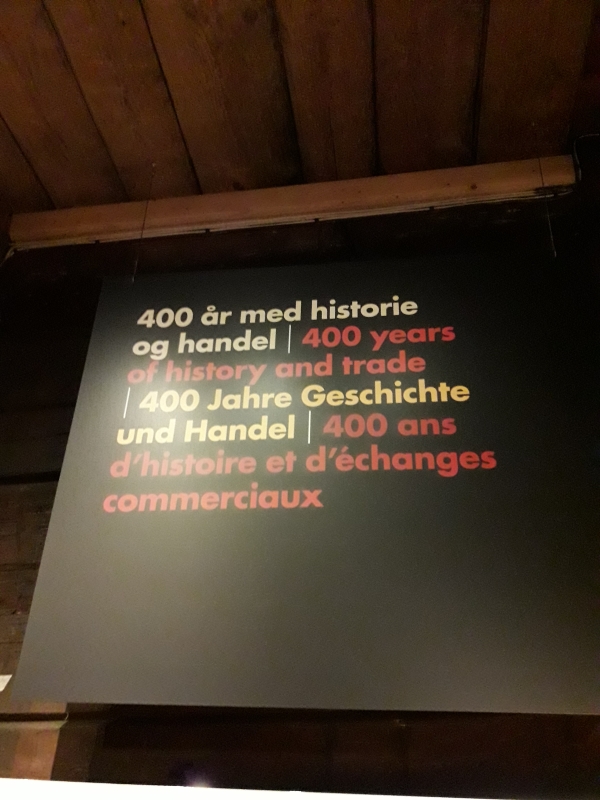 400 år med historie
og handel | 400 years
of history and trade
| 400 Jahre Geschichte
und Handel | 400 ans
d'histoire et d'échanges
commerciaux